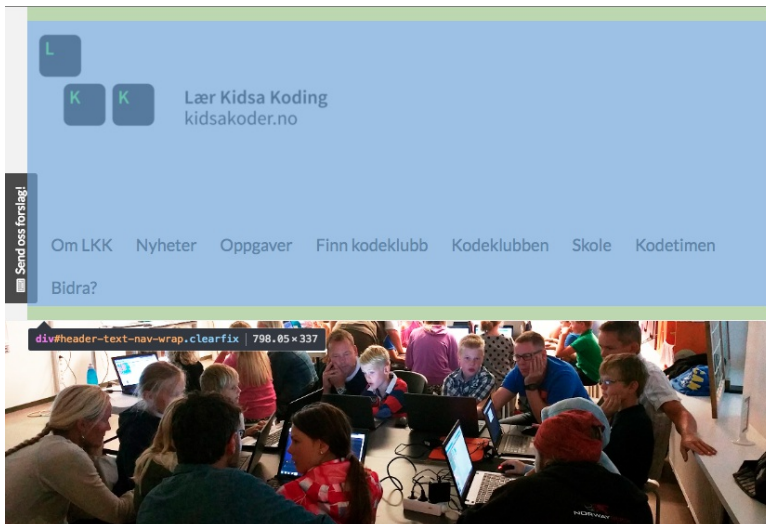 L
K K
Lær Kidsa Koding
kidsakoder.no
Send oss forslag!
Om LKK Nyheter Oppgaver Finn kodeklubb Kodeklubben Skole Kodetimen
Bidra?
div#header-text-nav-wrap.clearfix | 798.05×337
NORWAY